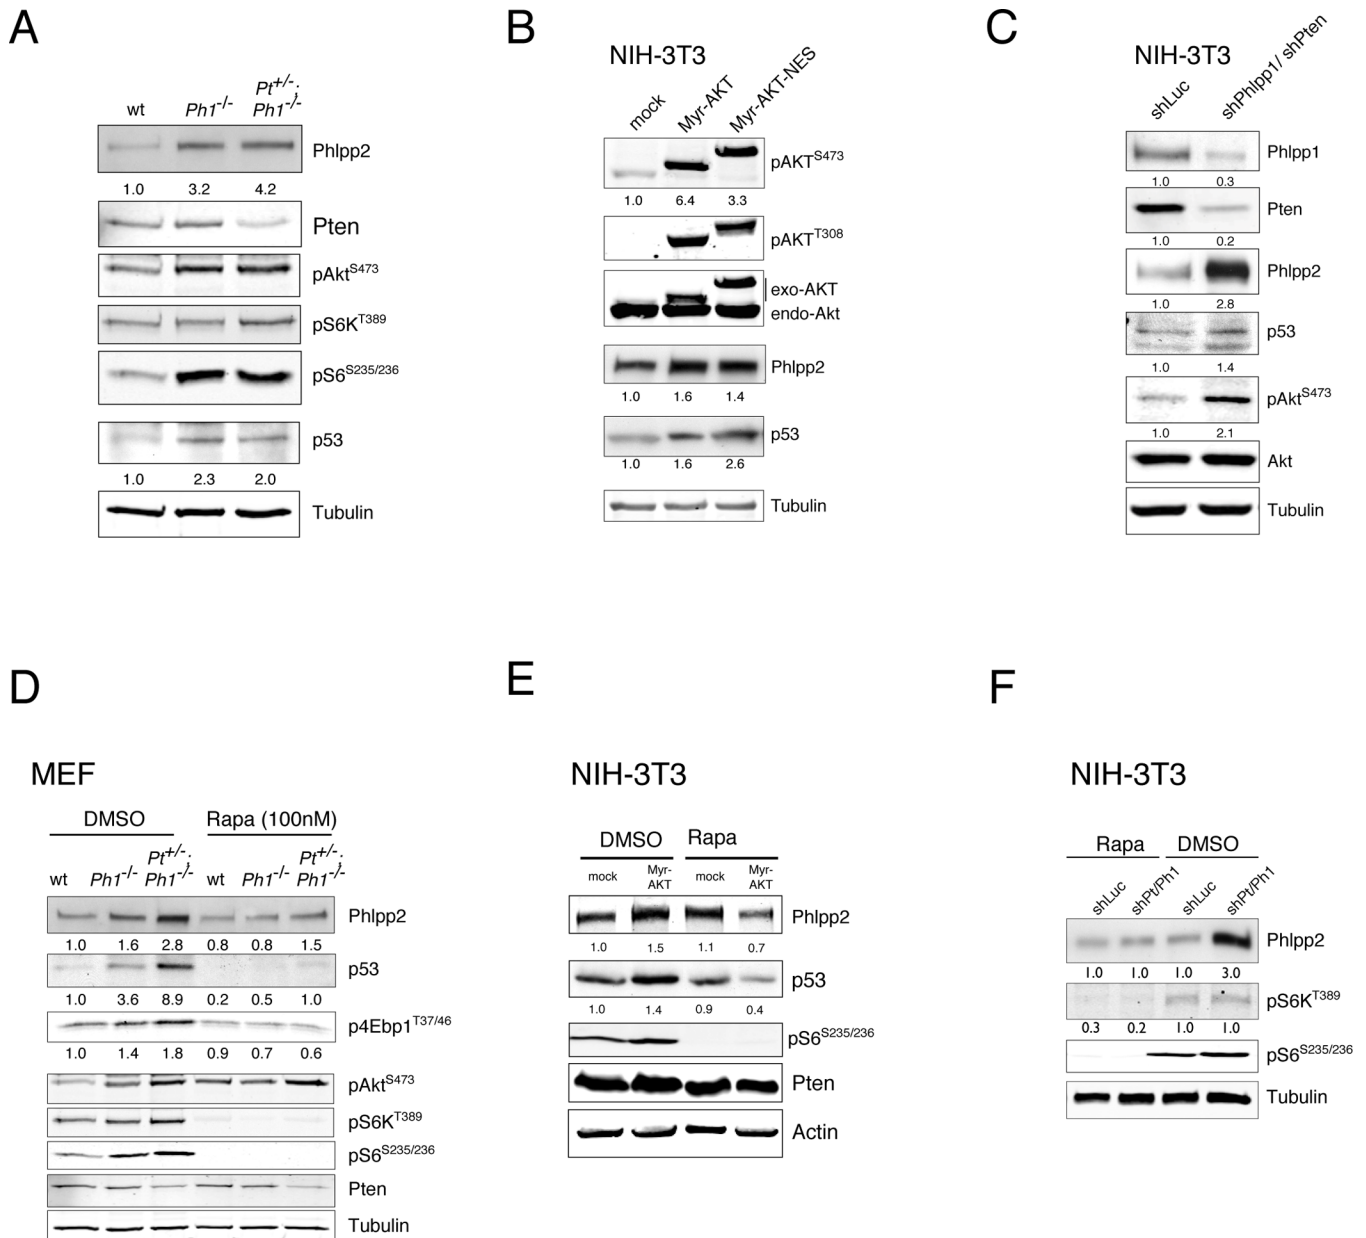 A
wt Ph1-/- Pt+/-; Ph1-/-
Phlpp2
1.0 3.2 4.2
Pten
pAktS473
pS6KT389
pS6S235/236
p53
1.0 2.3 2.0
Tubulin
B
NIH-3T3
mock Myr-AKT Myr-AKT-NES
pAKTS473
1.0 6.4 3.3
pAKTT308
exo-AKT
endo-Akt
Phlpp2
1.0 1.6 1.4
p53
1.0 1.6 2.6
Tubulin
C
NIH-3T3
shLuc shPhlpp1/ shPten
Phlpp1
1.0 0.3
Pten
1.0 0.2
Phlpp2
1.0 2.8
p53
1.0 1.4
pAktS473
1.0 2.1
Akt
Tubulin
D
MEF
DMSO Rapa (100nM)
wt Ph1-/- Pt+/-; Ph1-/- wt Ph1-/- Pt+/-; Ph1-/-
Phlpp2
1.0 1.6 2.8 0.8 0.8 1.5
p53
1.0 3.6 8.9 0.2 0.5 1.0
p4Ebp1T37/46
1.0 1.4 1.8 0.9 0.7 0.6
pAktS473
pS6KT389
pS6S235/236
Pten
Tubulin
E
NIH-3T3
DMSO Rapa
mock Myr-AKT mock Myr-AKT
Phlpp2
1.0 1.5 1.1 0.7
p53
1.0 1.4 0.9 0.4
pS6S235/236
Pten
Actin
F
NIH-3T3
Rapa DMSO
shLuc shPt/Ph1 shLuc shPt/Ph1
Phlpp2
1.0 1.0 1.0 3.0
pS6KT389
0.3 0.2 1.0 1.0
pS6S235/236
Tubulin